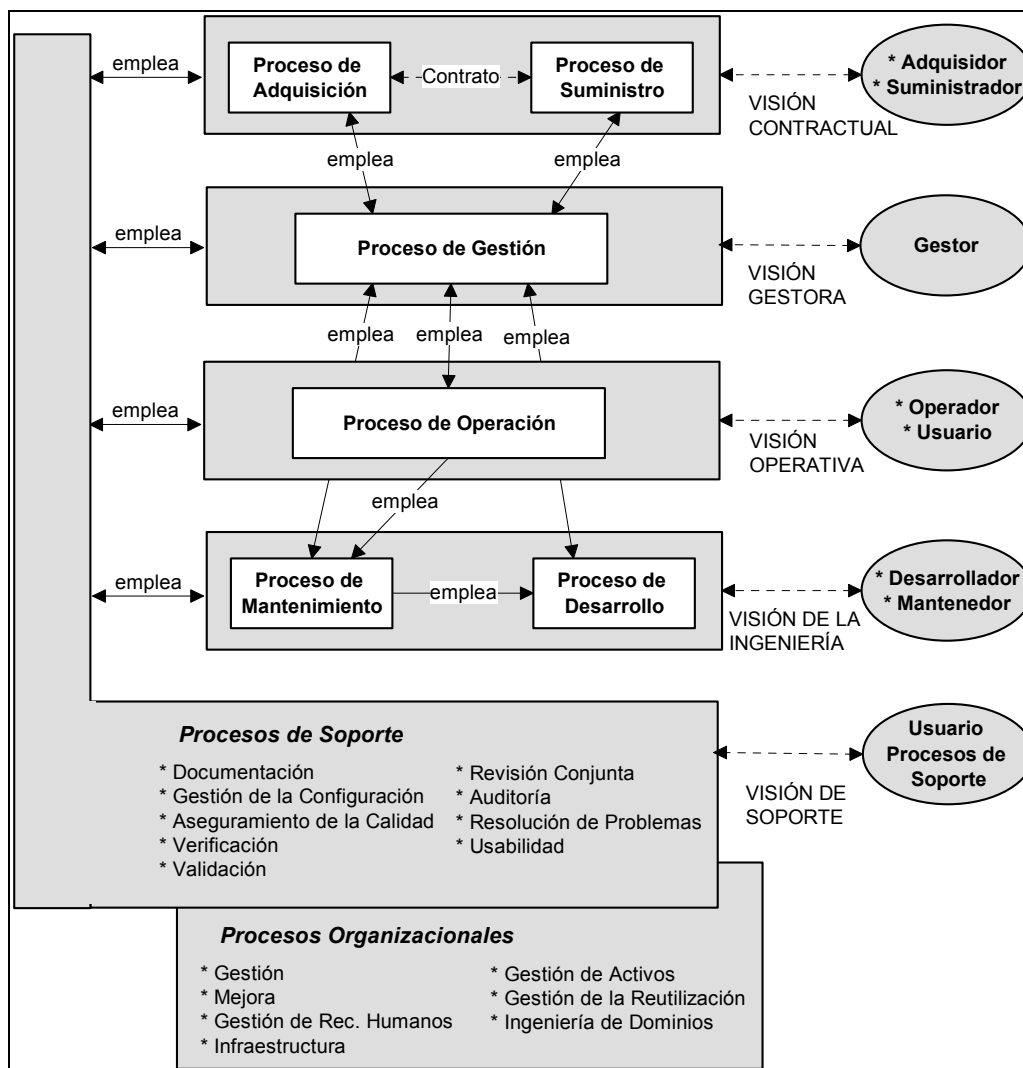 emplea
Proceso de
Adquisición
Contrato
Proceso de
Suministro
VISIÓN
CONTRACTUAL
* Adquisidor
* Suministrador
emplea
emplea
emplea
Proceso de Gestión
VISIÓN
GESTORA
Gestor
emplea
emplea
emplea
emplea
Proceso de Operación
VISIÓN
OPERATIVA
* Operador
* Usuario
emplea
emplea
Proceso de
Mantenimiento
emplea
Proceso de
Desarrollo
VISIÓN DE LA
INGENIERÍA
* Desarrollador
* Mantenedor
Procesos de Soporte
* Documentación
* Gestión de la Configuración
* Aseguramiento de la Calidad
* Verificación
* Validación
* Revisión Conjunta
* Auditoría
* Resolución de Problemas
* Usabilidad
VISIÓN DE
SOPORTE
Usuario
Procesos de
Soporte
Procesos Organizacionales
* Gestión
* Mejora
* Gestión de Rec. Humanos
* Infraestructura
* Gestión de Activos
* Gestión de la Reutilización
* Ingeniería de Dominios